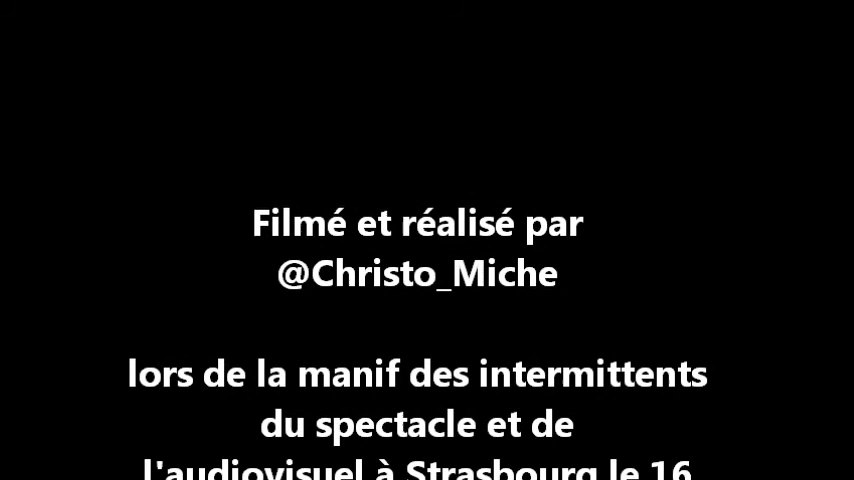 Filmé et réalisé par
@Christo_Miche
lors de la manif des intermittents
du spectacle et de
l'audiovisuel à Strasbourg le 16